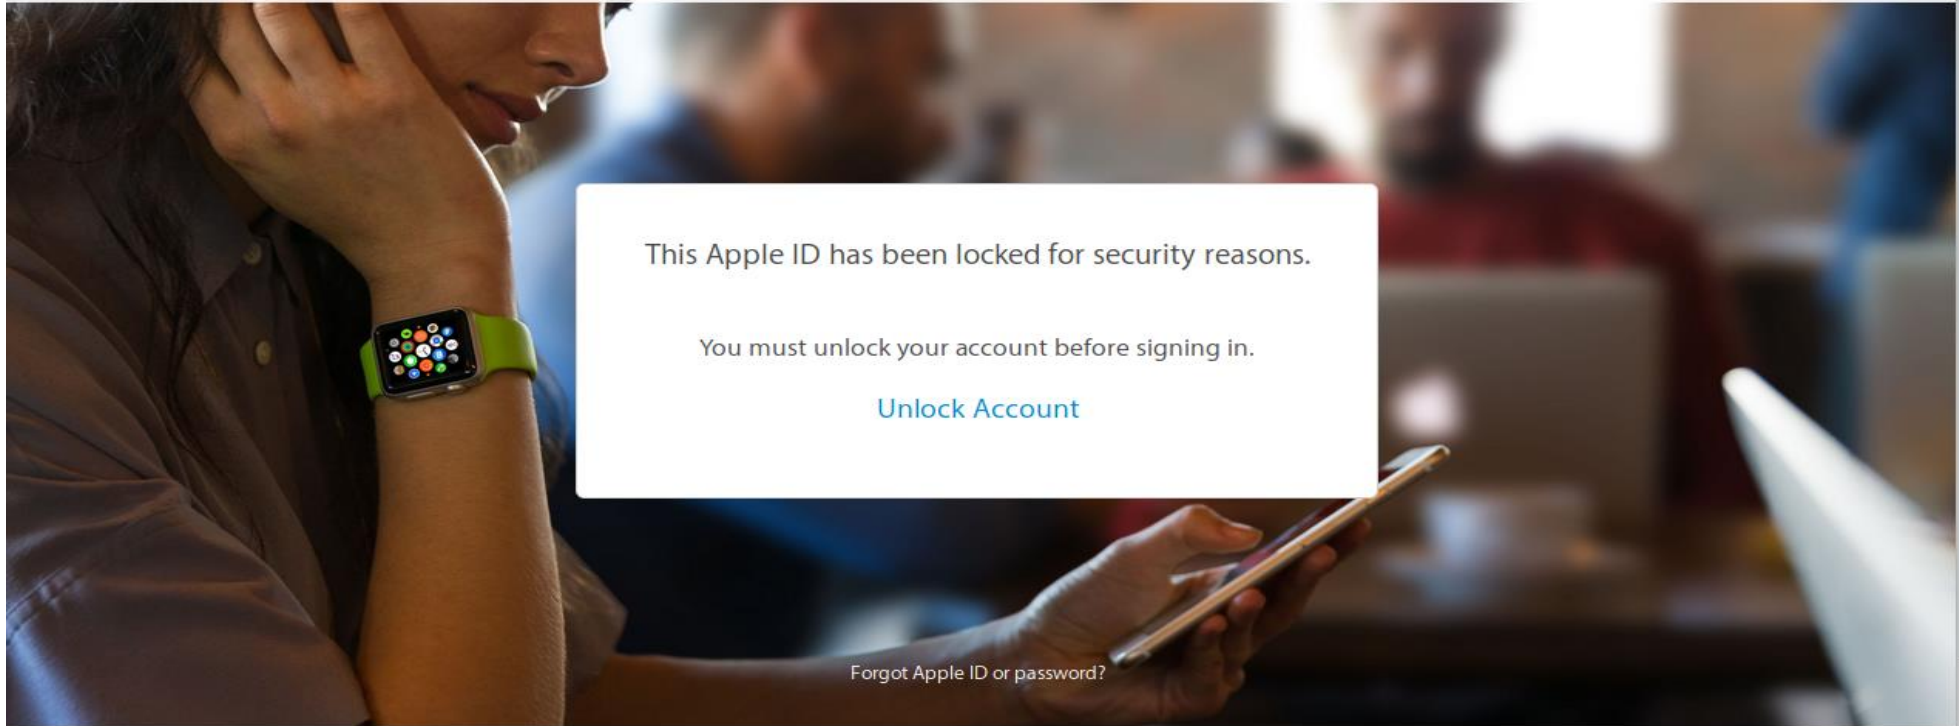 This Apple ID has been locked for security reasons.
You must unlock your account before signing in.
Unlock Account
Forgot Apple ID or password?